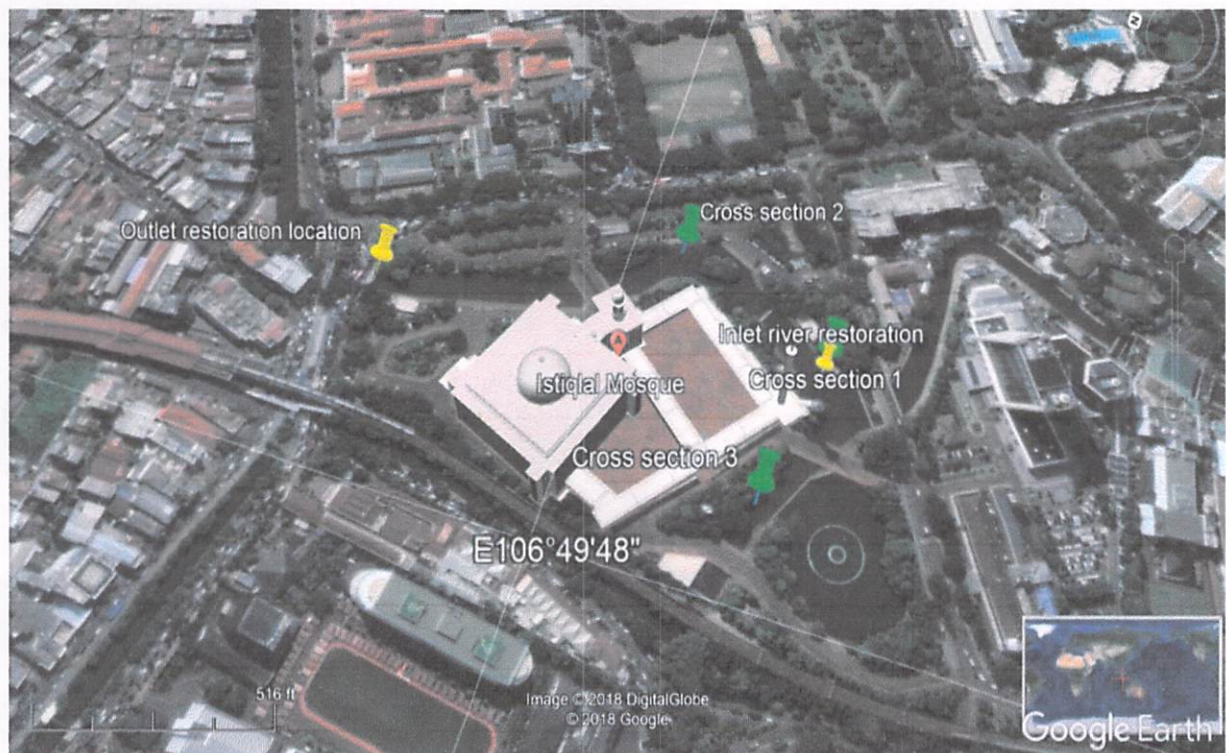 N
Cross section 2
Outlet restoration location
Inlet river restoration
A
Istiqlal Mosque
Cross section 1
Cross section 3
E106°49'48"
516 ft
Image © 2018 DigitalGlobe
© 2018 Google
Google Earth